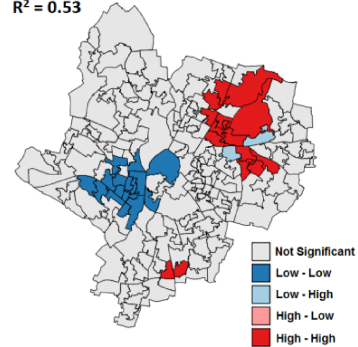 R² = 0.53
Not Significant
Low - Low
Low - High
High - Low
High - High